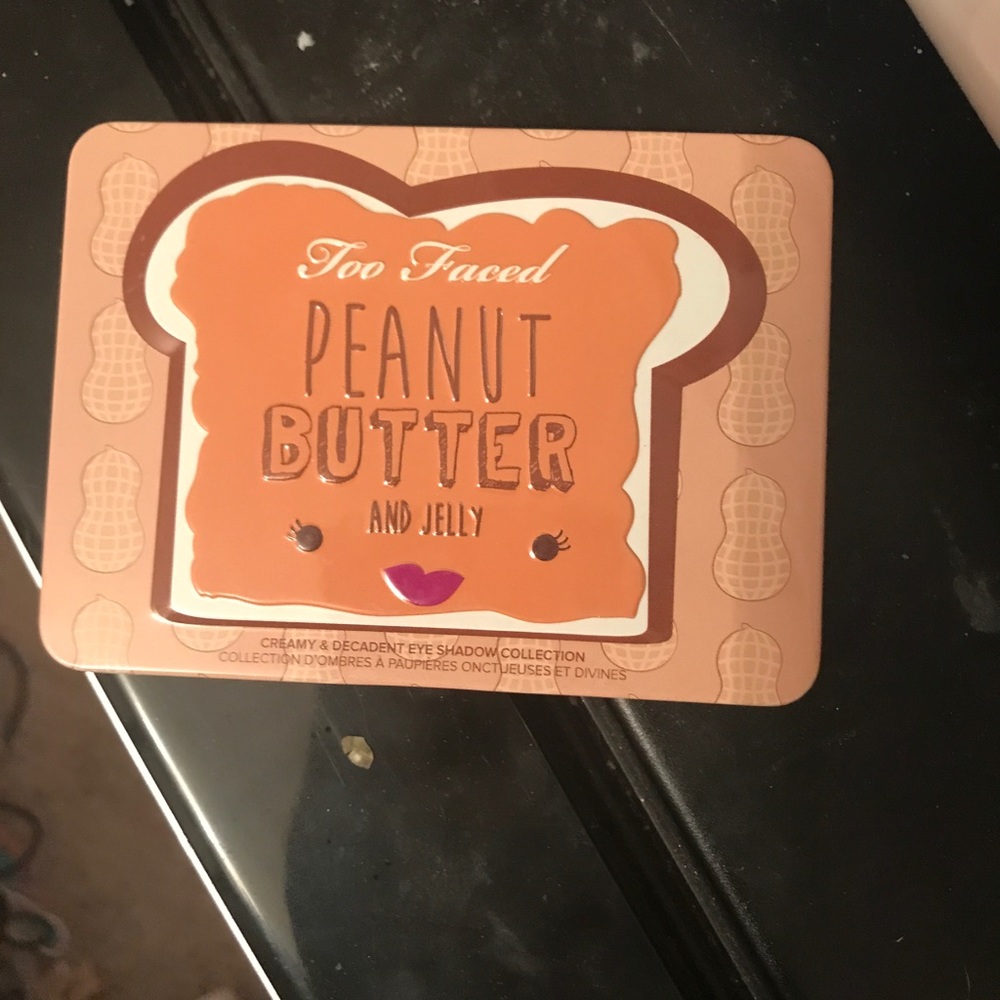 Too Faced
PEANUT
BUTTER
AND JELLY
CREAMY & DECADENT EYE SHADOW COLLECTION
COLLECTION D'OMBRES À PAUPIÈRES ONCTUEUSES ET DIVINES